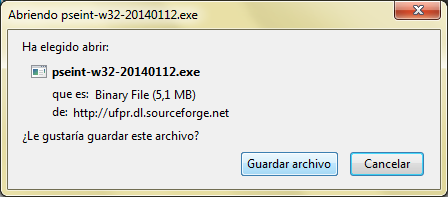 Abriendo pseint-w32-20140112.exe
Ha elegido abrir:
pseint-w32-20140112.exe
que es: Binary File (5,1 MB)
de: http://ufpr.dl.sourceforge.net
¿Le gustaría guardar este archivo?
Guardar archivo Cancelar